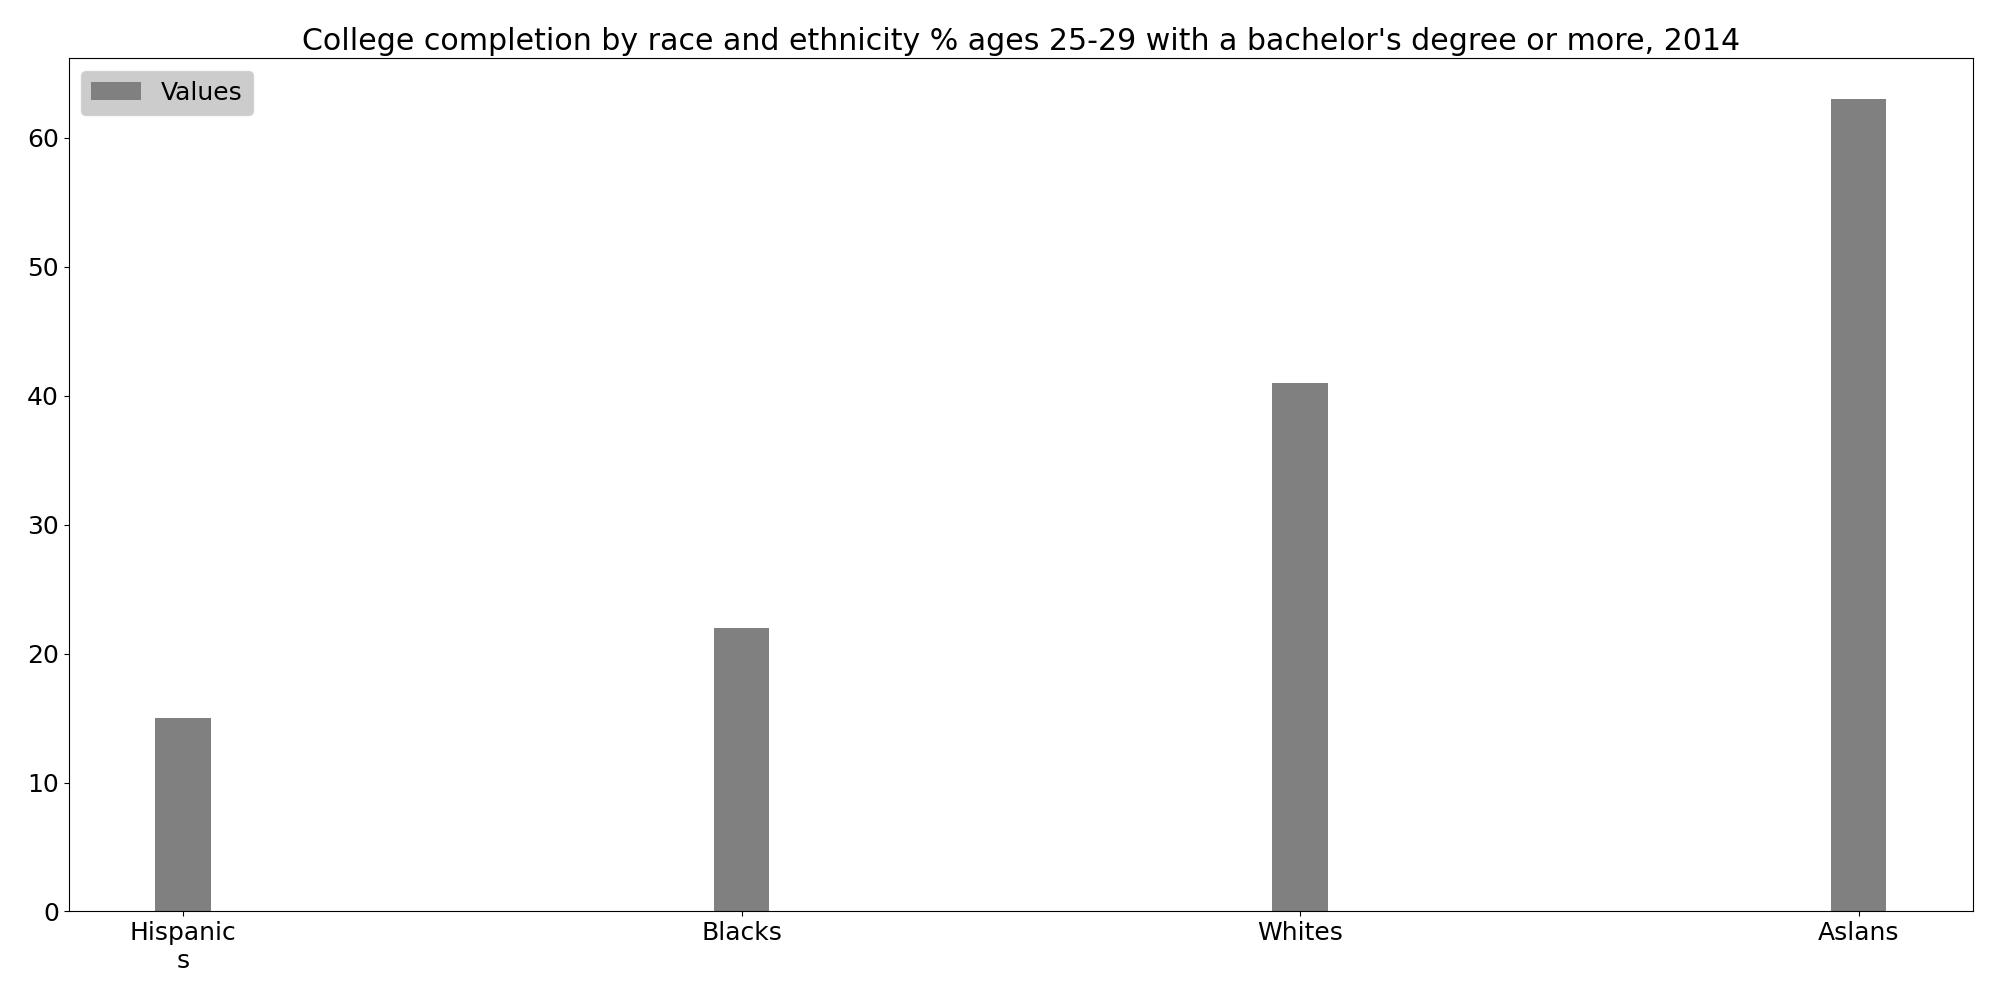 College completion by race and ethnicity % ages 25-29 with a bachelor's degree or more, 2014
Values
60
50
40
30
20
10
0
Hispanic
s
Blacks
Whites
Aslans